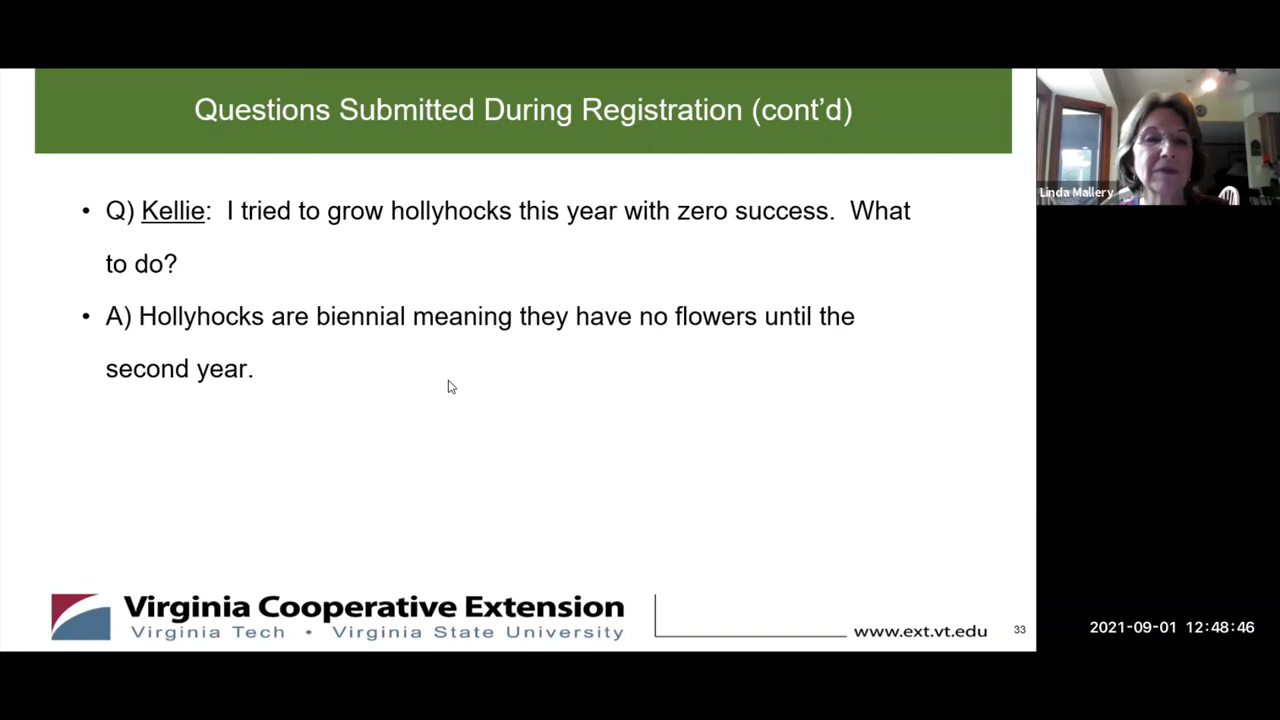 Questions Submitted During Registration (cont’d)
• Q) Kellie: I tried to grow hollyhocks this year with zero success. What
to do?
• A) Hollyhocks are biennial meaning they have no flowers until the
second year.
Linda Mallery
Virginia Cooperative Extension
Virginia Tech • Virginia State University
www.ext.vt.edu
33
2021-09-01 12:48:46